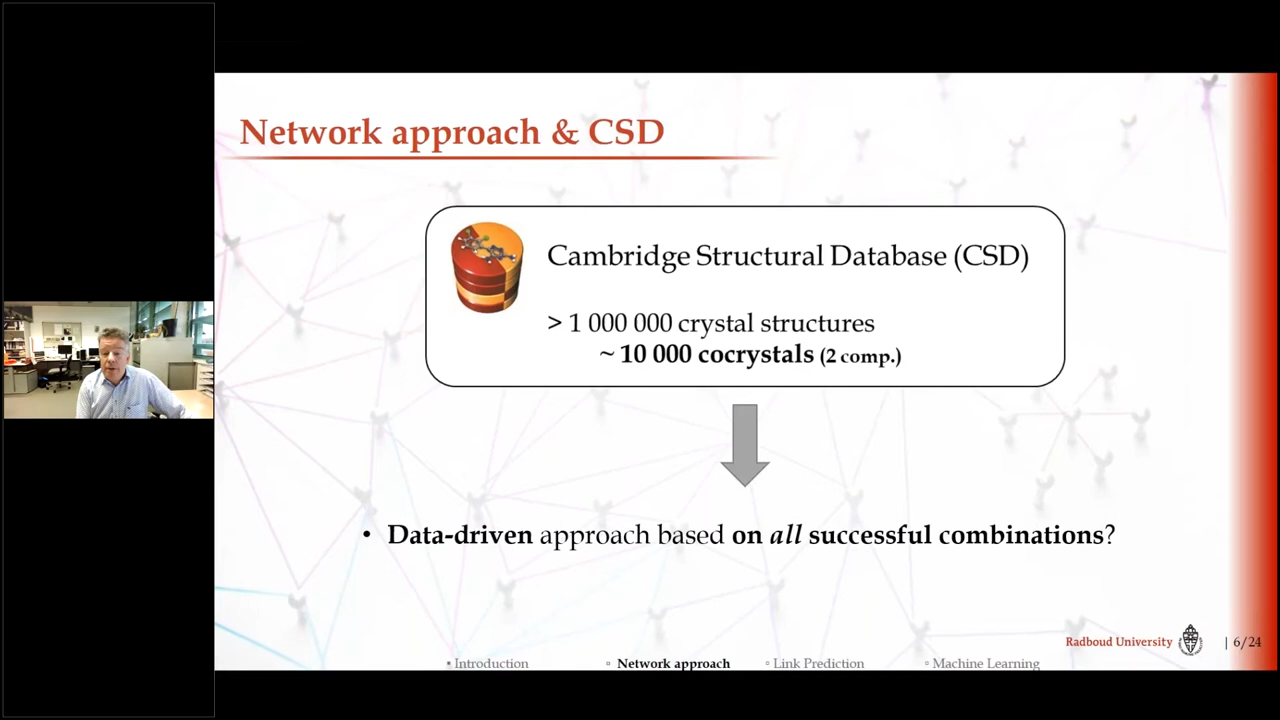 Network approach & CSD
Cambridge Structural Database (CSD)
> 1 000 000 crystal structures
~ 10 000 cocrystals (2 comp.)
• Data-driven approach based on all successful combinations?
Radboud University | 6/24
▪ Introduction ▫ Network approach ▫ Link Prediction ▫ Machine Learning